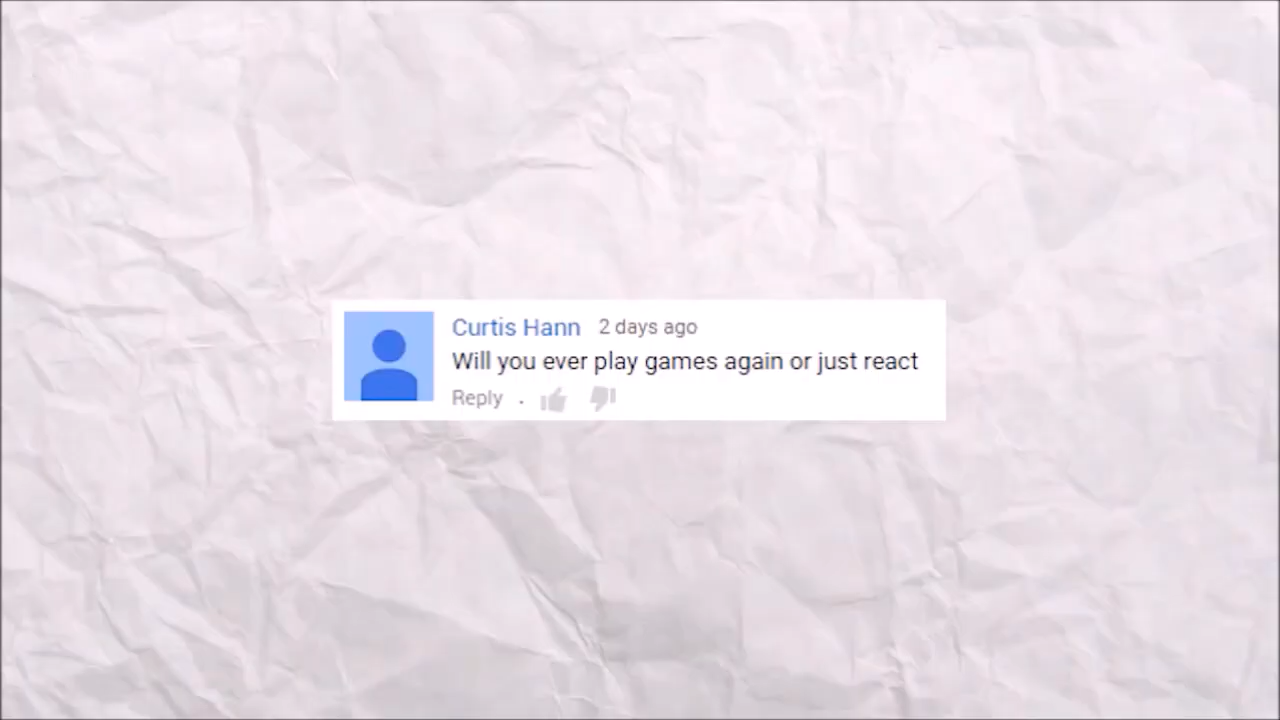 Curtis Hann 2 days ago
Will you ever play games again or just react
Reply .